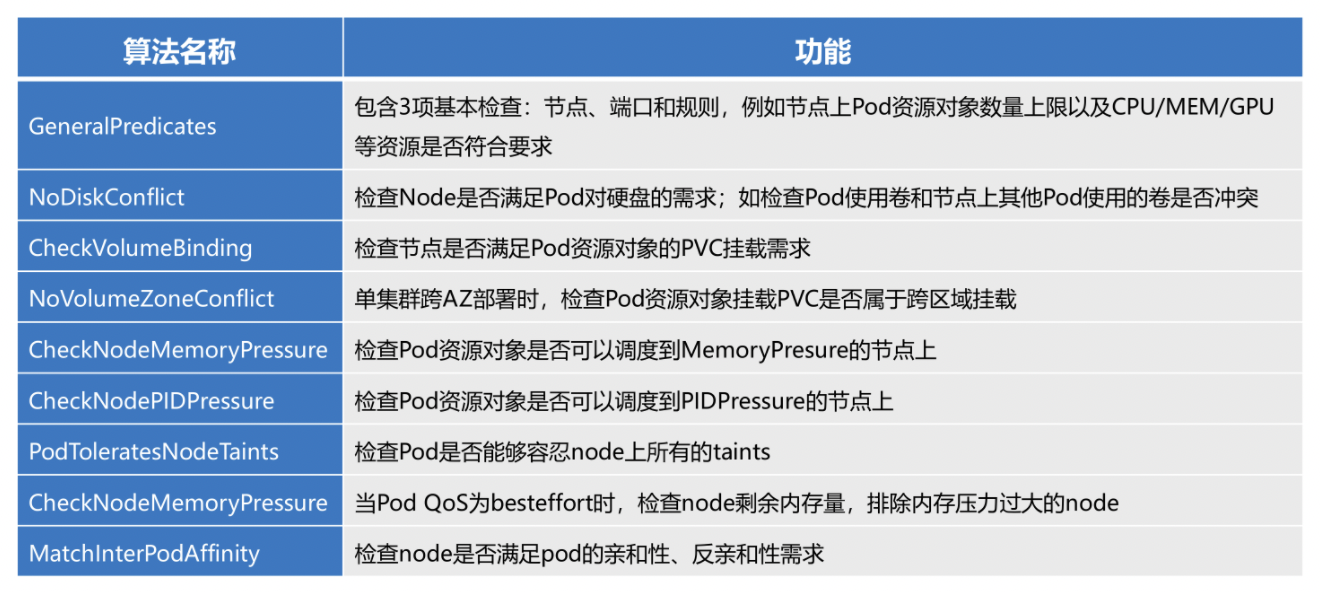 算法名称 功能
GeneralPredicates 包含3项基本检查：节点、端口和规则，例如节点上Pod资源对象数量上限以及CPU/MEM/GPU
等资源是否符合要求
NoDiskConflict 检查Node是否满足Pod对硬盘的需求；如检查Pod使用卷和节点上其他Pod使用的卷是否冲突
CheckVolumeBinding 检查节点是否满足Pod资源对象的PVC挂载需求
NoVolumeZoneConflict 单集群跨AZ部署时，检查Pod资源对象挂载PVC是否属于跨区域挂载
CheckNodeMemoryPressure 检查Pod资源对象是否可以调度到MemoryPresure的节点上
CheckNodePIDPressure 检查Pod资源对象是否可以调度到PIDPressure的节点上
PodToleratesNodeTaints 检查Pod是否能够容忍node上所有的taints
CheckNodeMemoryPressure 当Pod QoS为besteffort时，检查node剩余内存量，排除内存压力过大的node
MatchInterPodAffinity 检查node是否满足pod的亲和性、反亲和性需求